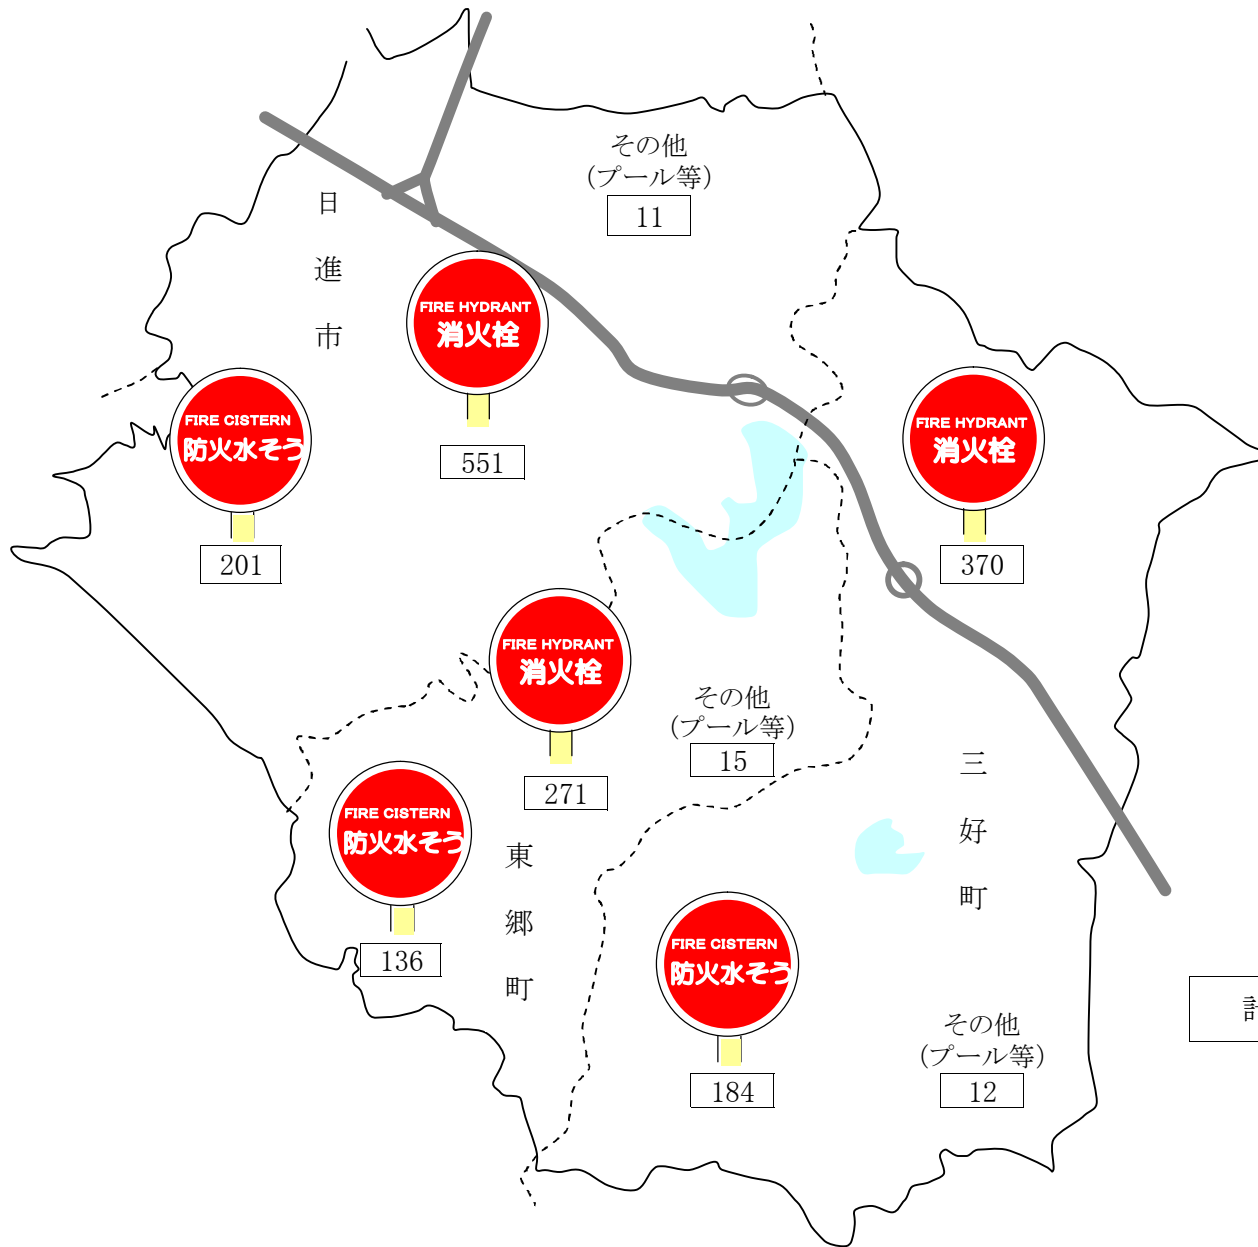 その他
(プール等)
11
日
進
市
FIRE HYDRANT
消火栓
551
FIRE CISTERN
防火水そう
201
FIRE HYDRANT
消火栓
370
FIRE HYDRANT
消火栓
271
その他
(プール等)
15
三
好
町
FIRE CISTERN
防火水そう
136
東
郷
町
FIRE CISTERN
防火水そう
184
その他
(プール等)
12